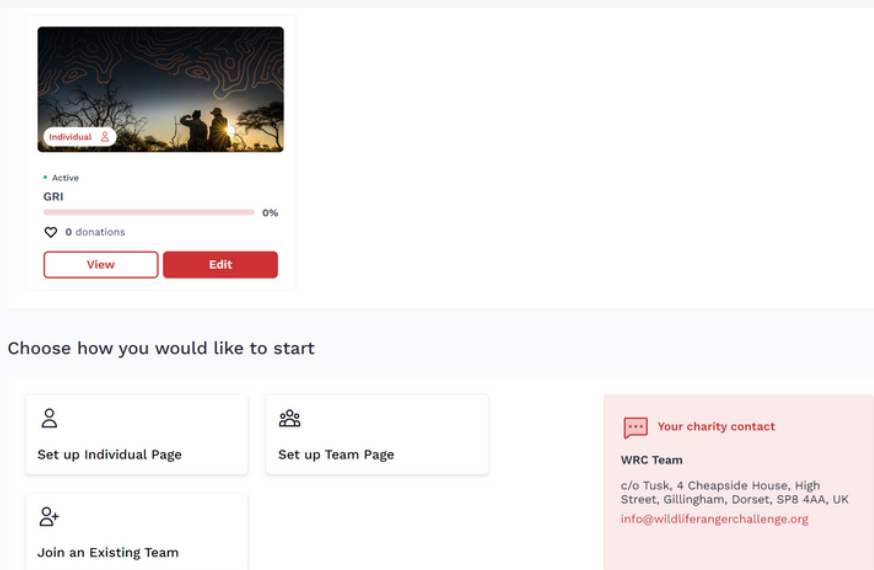 Individual
Active
GRI
0%
0 donations
View
Edit
Choose how you would like to start
Set up Individual Page
Set up Team Page
Join an Existing Team
Your charity contact
WRC Team
c/o Tusk, 4 Cheapside House, High
Street, Gillingham, Dorset, SP8 4AA, UK
info@wildliferangerchallenge.org